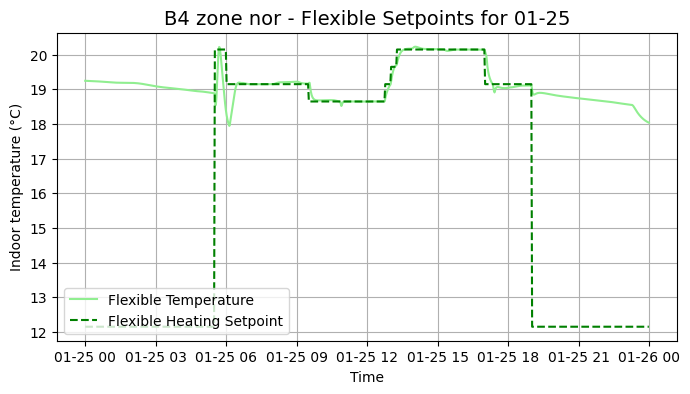 B4 zone nor - Flexible Setpoints for 01-25
Indoor temperature (°C)
20
19
18
17
16
15
14
13
12
Flexible Temperature
Flexible Heating Setpoint
01-25 00 01-25 03 01-25 06 01-25 09 01-25 12 01-25 15 01-25 18 01-25 21 01-26 00
Time